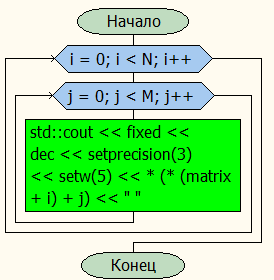 Начало
i = 0; i < N; i++
j = 0; j < M; j++
std::cout << fixed <<
dec << setprecision(3)
<< setw(5) << * (* (matrix
+ i) + j) << " "
Конец